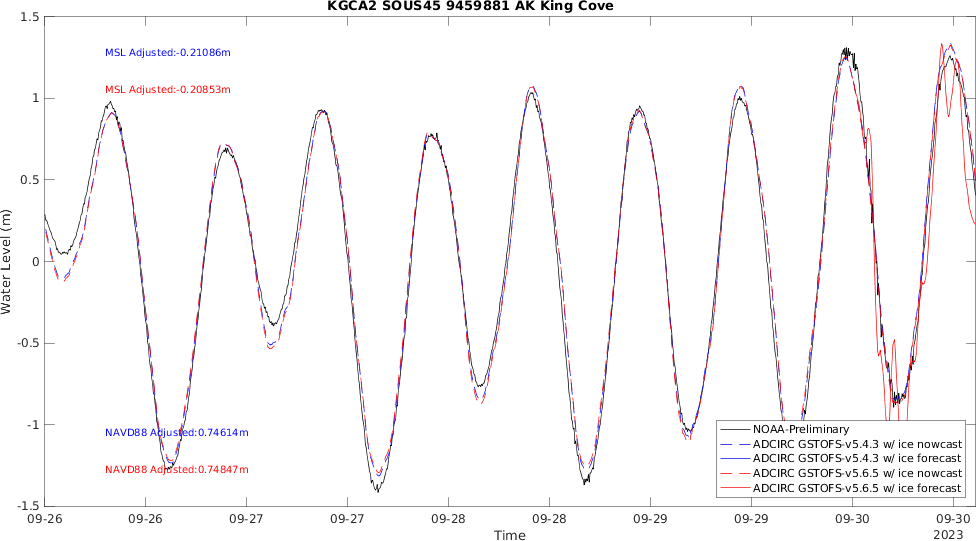 KGCA2 SOUS45 9459881 AK King Cove
1.5
1
0.5
0
-0.5
-1
-1.5
Water Level (m)
MSL Adjusted:-0.21086m
MSL Adjusted:-0.20853m
NAVD88 Adjusted:0.74614m
NAVD88 Adjusted:0.74847m
NOAA-Preliminary
ADCIRC GSTOFS-v5.4.3 w/ ice nowcast
ADCIRC GSTOFS-v5.4.3 w/ ice forecast
ADCIRC GSTOFS-v5.6.5 w/ ice nowcast
ADCIRC GSTOFS-v5.6.5 w/ ice forecast
09-26 09-26 09-27 09-27 09-28 09-28 09-29 09-29 09-30 09-30
2023
Time